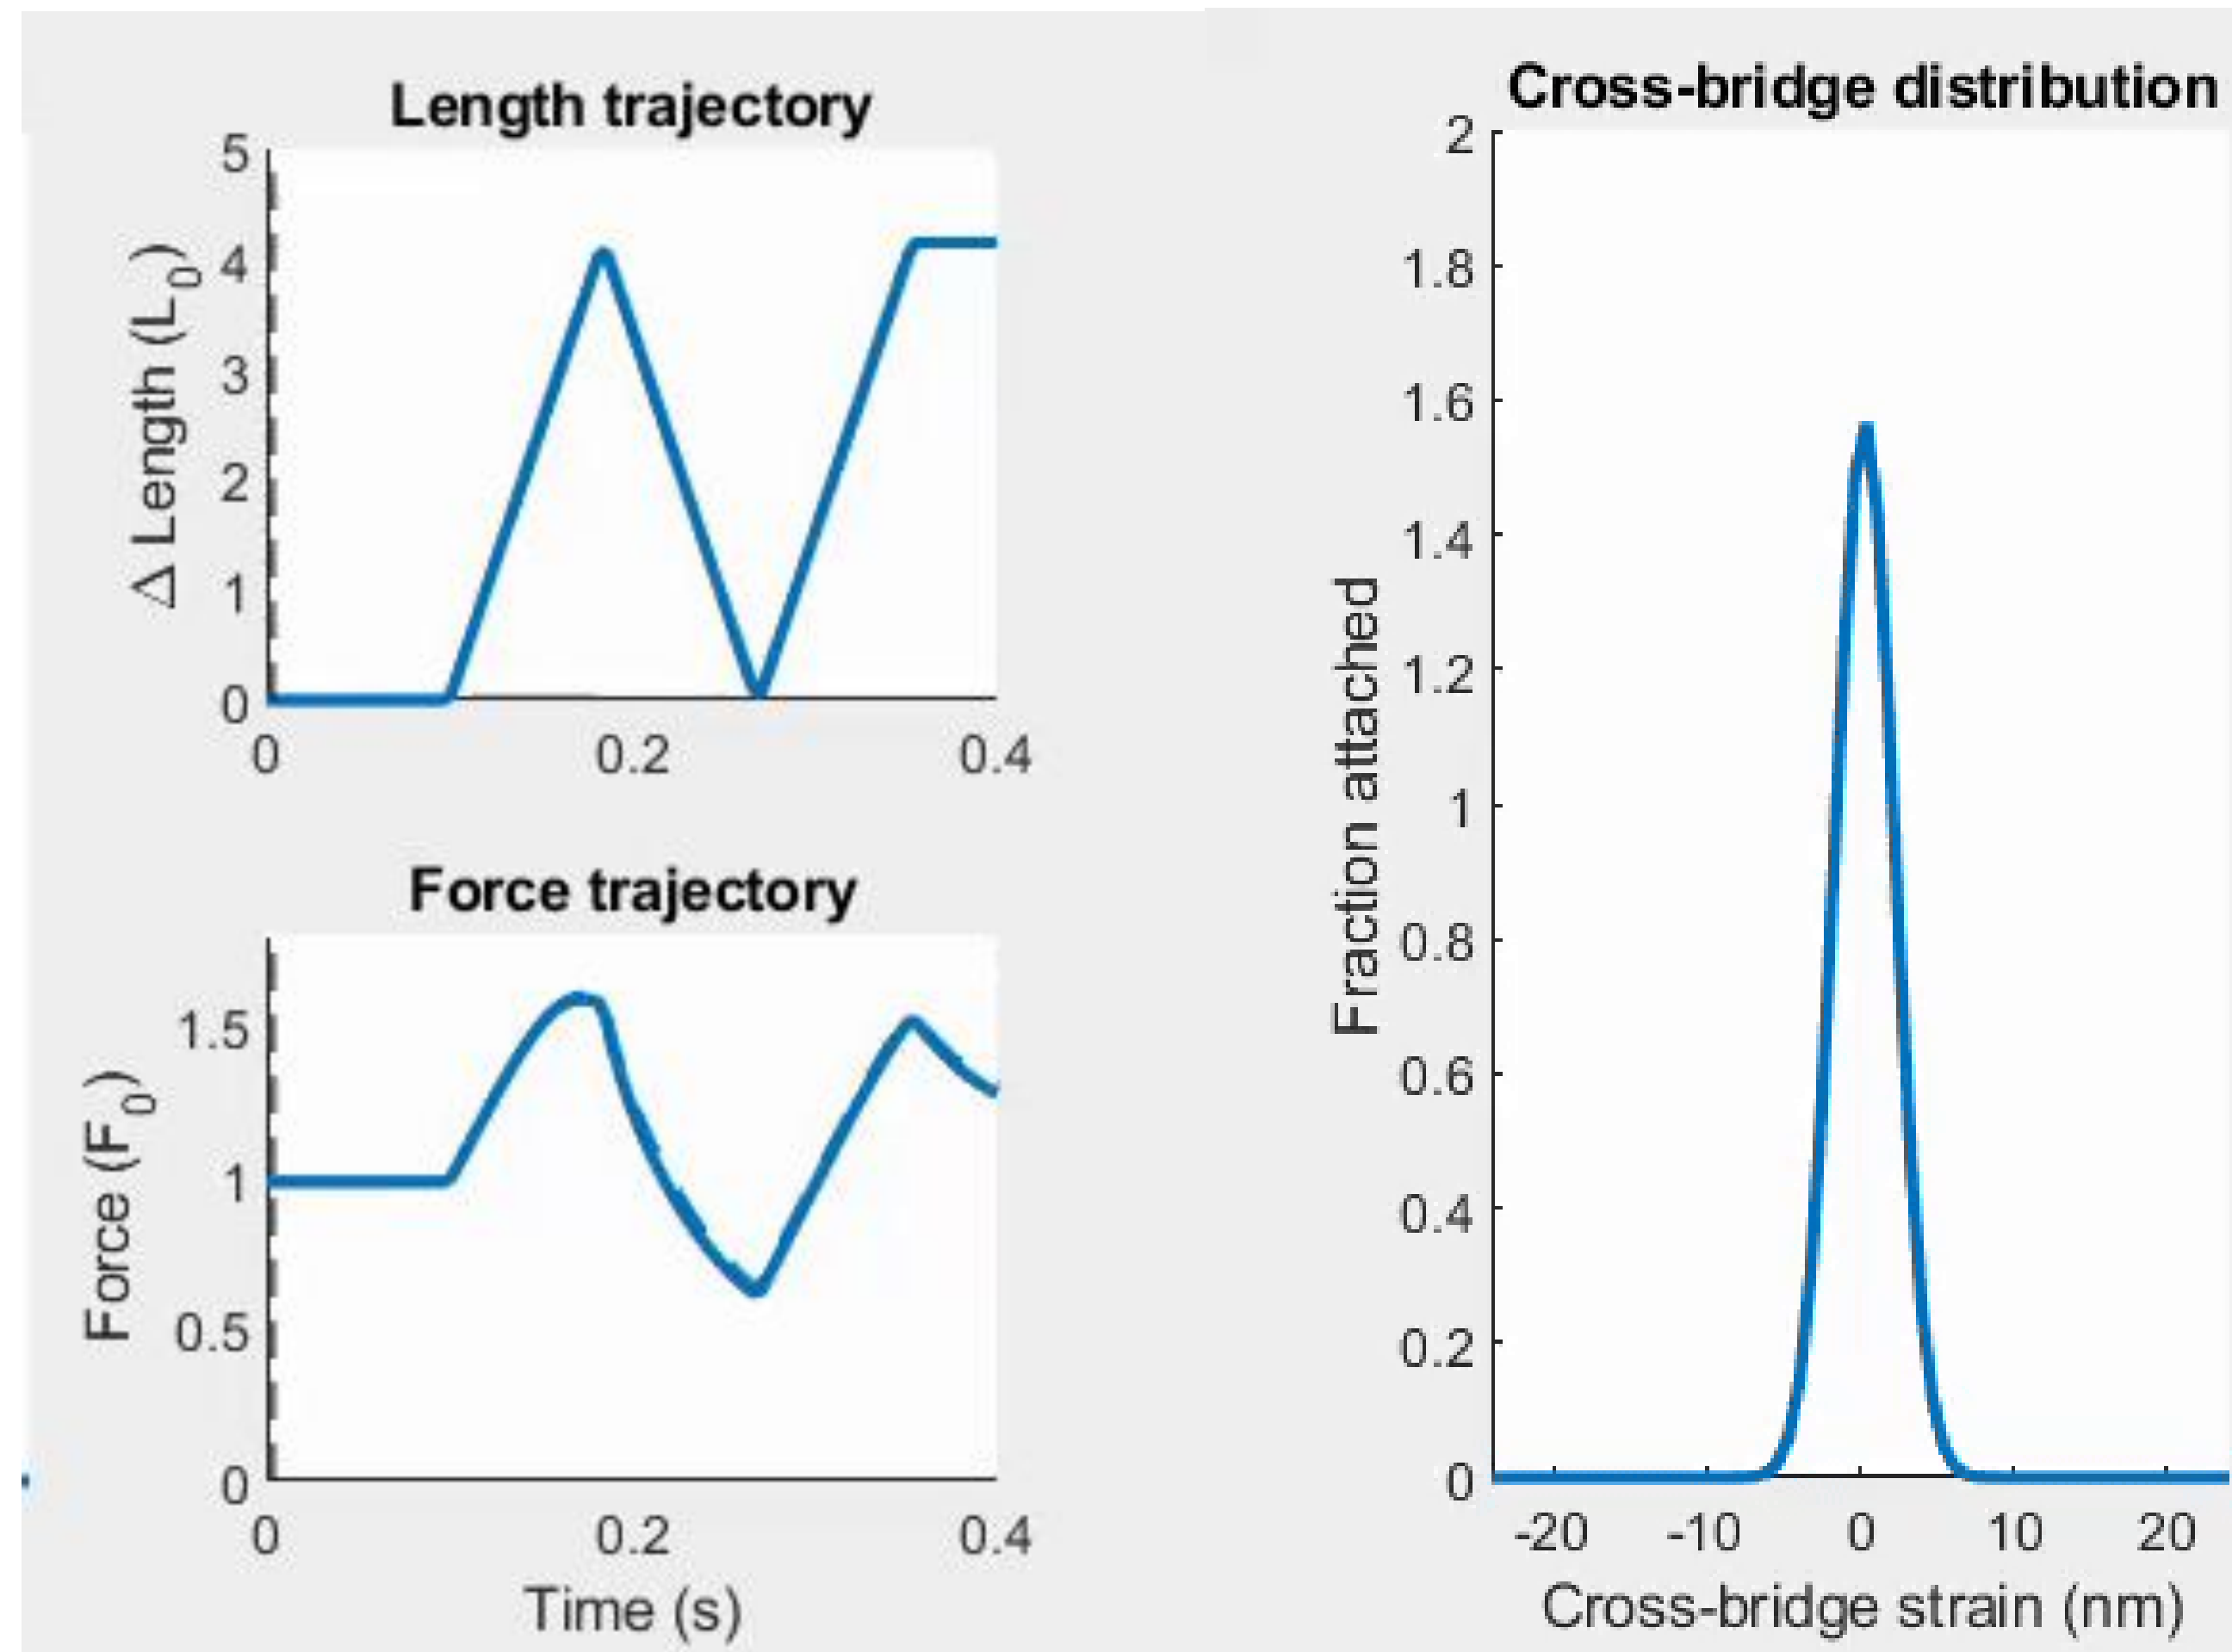 Length trajectory
5
4
3
2
1
0
Δ Length (L₀)
0 0.2 0.4
Force trajectory
1.5
1
0.5
0
Force (F₀)
0 0.2 0.4
Time (s)
Cross-bridge distribution
2
1.8
1.6
1.4
1.2
1
0.8
0.6
0.4
0.2
0
Fraction attached
-20 -10 0 10 20
Cross-bridge strain (nm)